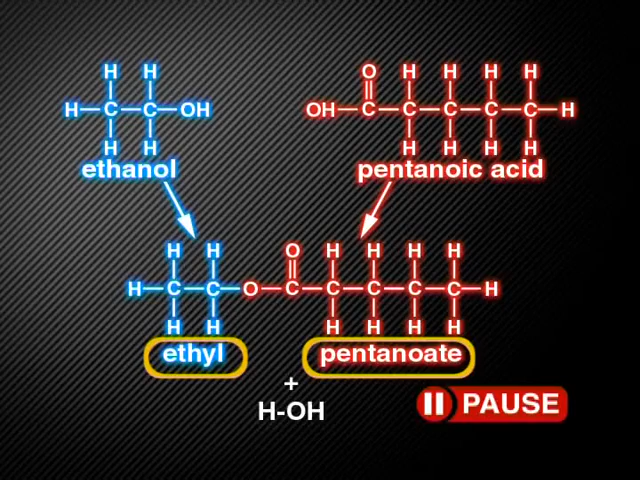 H H O H H H H
H C C OH OH C C C C C H
H H H H H H
ethanol pentanoic acid
H H O H H H H
H C C O C C C C C H
H H H H H H
ethyl pentanoate
+
H-OH
PAUSE